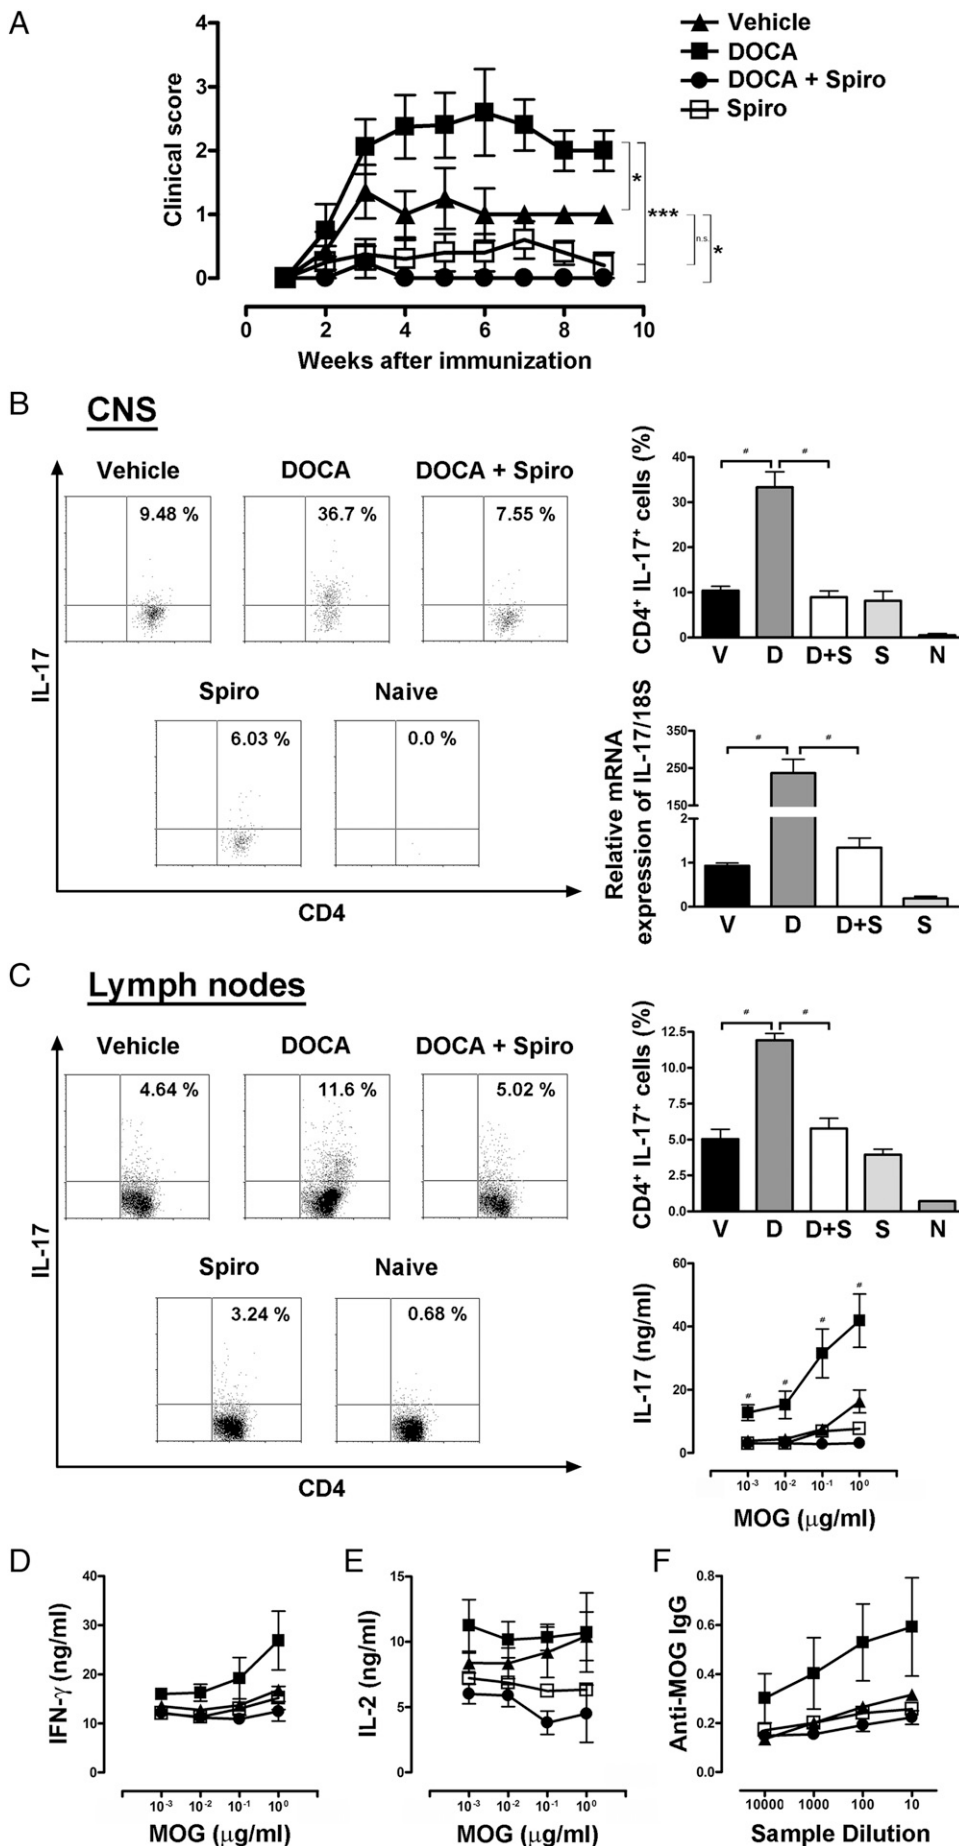 A
Clinical score
4
3
2
1
0
0 2 4 6 8 10
Weeks after immunization
Vehicle
DOCA
DOCA + Spiro
Spiro
*
***
n.s.
*
B
CNS
Vehicle DOCA DOCA + Spiro
9.48 % 36.7 % 7.55 %
Spiro Naive
6.03 % 0.0 %
IL-17
CD4
CD4+ IL-17+ cells (%)
# #
40
30
20
10
0
V D D+S S N
Relative mRNA
expression of IL-17/18S
# #
350
250
150
2
1
0
V D D+S S
C
Lymph nodes
Vehicle DOCA DOCA + Spiro
4.64 % 11.6 % 5.02 %
Spiro Naive
3.24 % 0.68 %
IL-17
CD4
CD4+ IL-17+ cells (%)
# #
12.5
10.0
7.5
5.0
2.5
0.0
V D D+S S N
IL-17 (ng/ml)
60
40
20
0
# # # #
10-3 10-2 10-1 100
MOG (μg/ml)
D
IFN-γ (ng/ml)
40
30
20
10
0
10-3 10-2 10-1 100
MOG (μg/ml)
E
IL-2 (ng/ml)
15
10
5
0
10-3 10-2 10-1 100
MOG (μg/ml)
F
Anti-MOG IgG
0.8
0.6
0.4
0.2
0.0
10000 1000 100 10
Sample Dilution